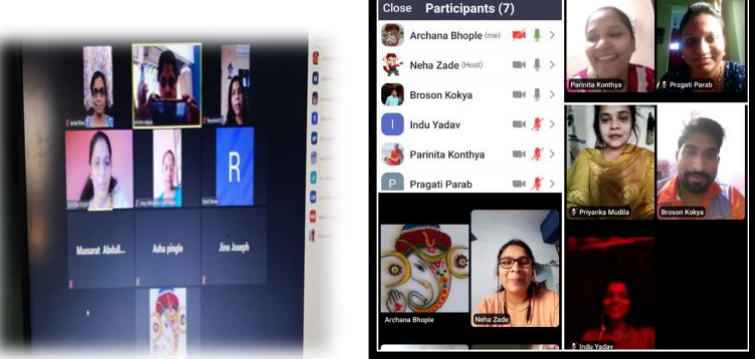 R
Massarat Abdull...
Asha pingle
Jino Joseph
Close Participants (7)
Archana Bhople (me)
Neha Zade (Host)
Broson Kokya
I Indu Yadav
Parinita Konthya
P Pragati Parab
Archana Bhople
Neha Zade
Parinita Konthya
Pragati Parab
Priyanka Mudila
Broson Kokya
Indu Yadav